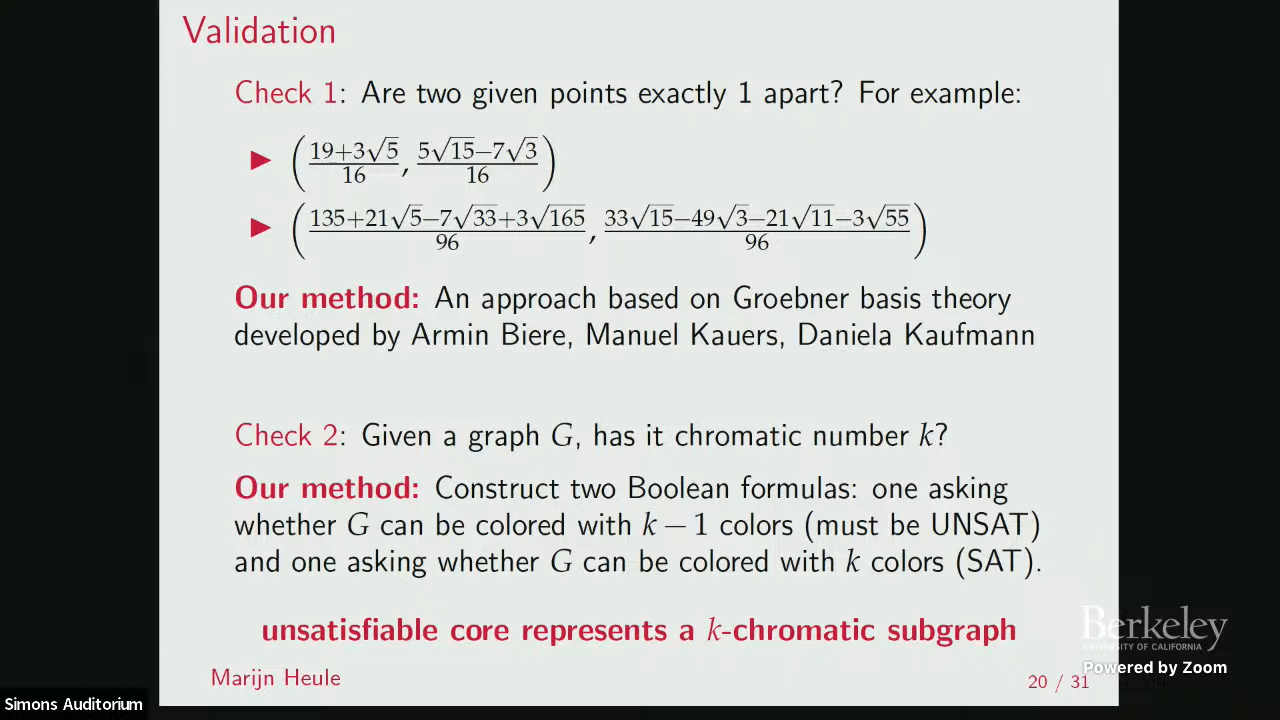 Validation
Check 1: Are two given points exactly 1 apart? For example:
▶ ( (19+3√5)/16 , (5√15−7√3)/16 )
▶ ( (135+21√5−7√33+3√165)/96 , (33√15−49√3−21√11−3√55)/96 )
Our method: An approach based on Groebner basis theory
developed by Armin Biere, Manuel Kauers, Daniela Kaufmann
Check 2: Given a graph G, has it chromatic number k?
Our method: Construct two Boolean formulas: one asking
whether G can be colored with k − 1 colors (must be UNSAT)
and one asking whether G can be colored with k colors (SAT).
unsatisfiable core represents a k-chromatic subgraph
Marijn Heule
20 / 31
Berkeley
UNIVERSITY OF CALIFORNIA
Powered by Zoom
Simons Auditorium